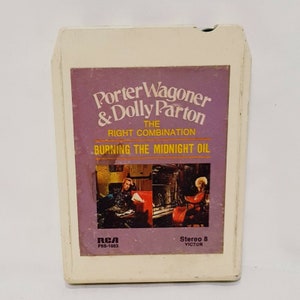 Porter Wagoner
& Dolly Parton
THE
RIGHT COMBINATION
BURNING THE MIDNIGHT OIL
RCA
Stereo 8
VICTOR